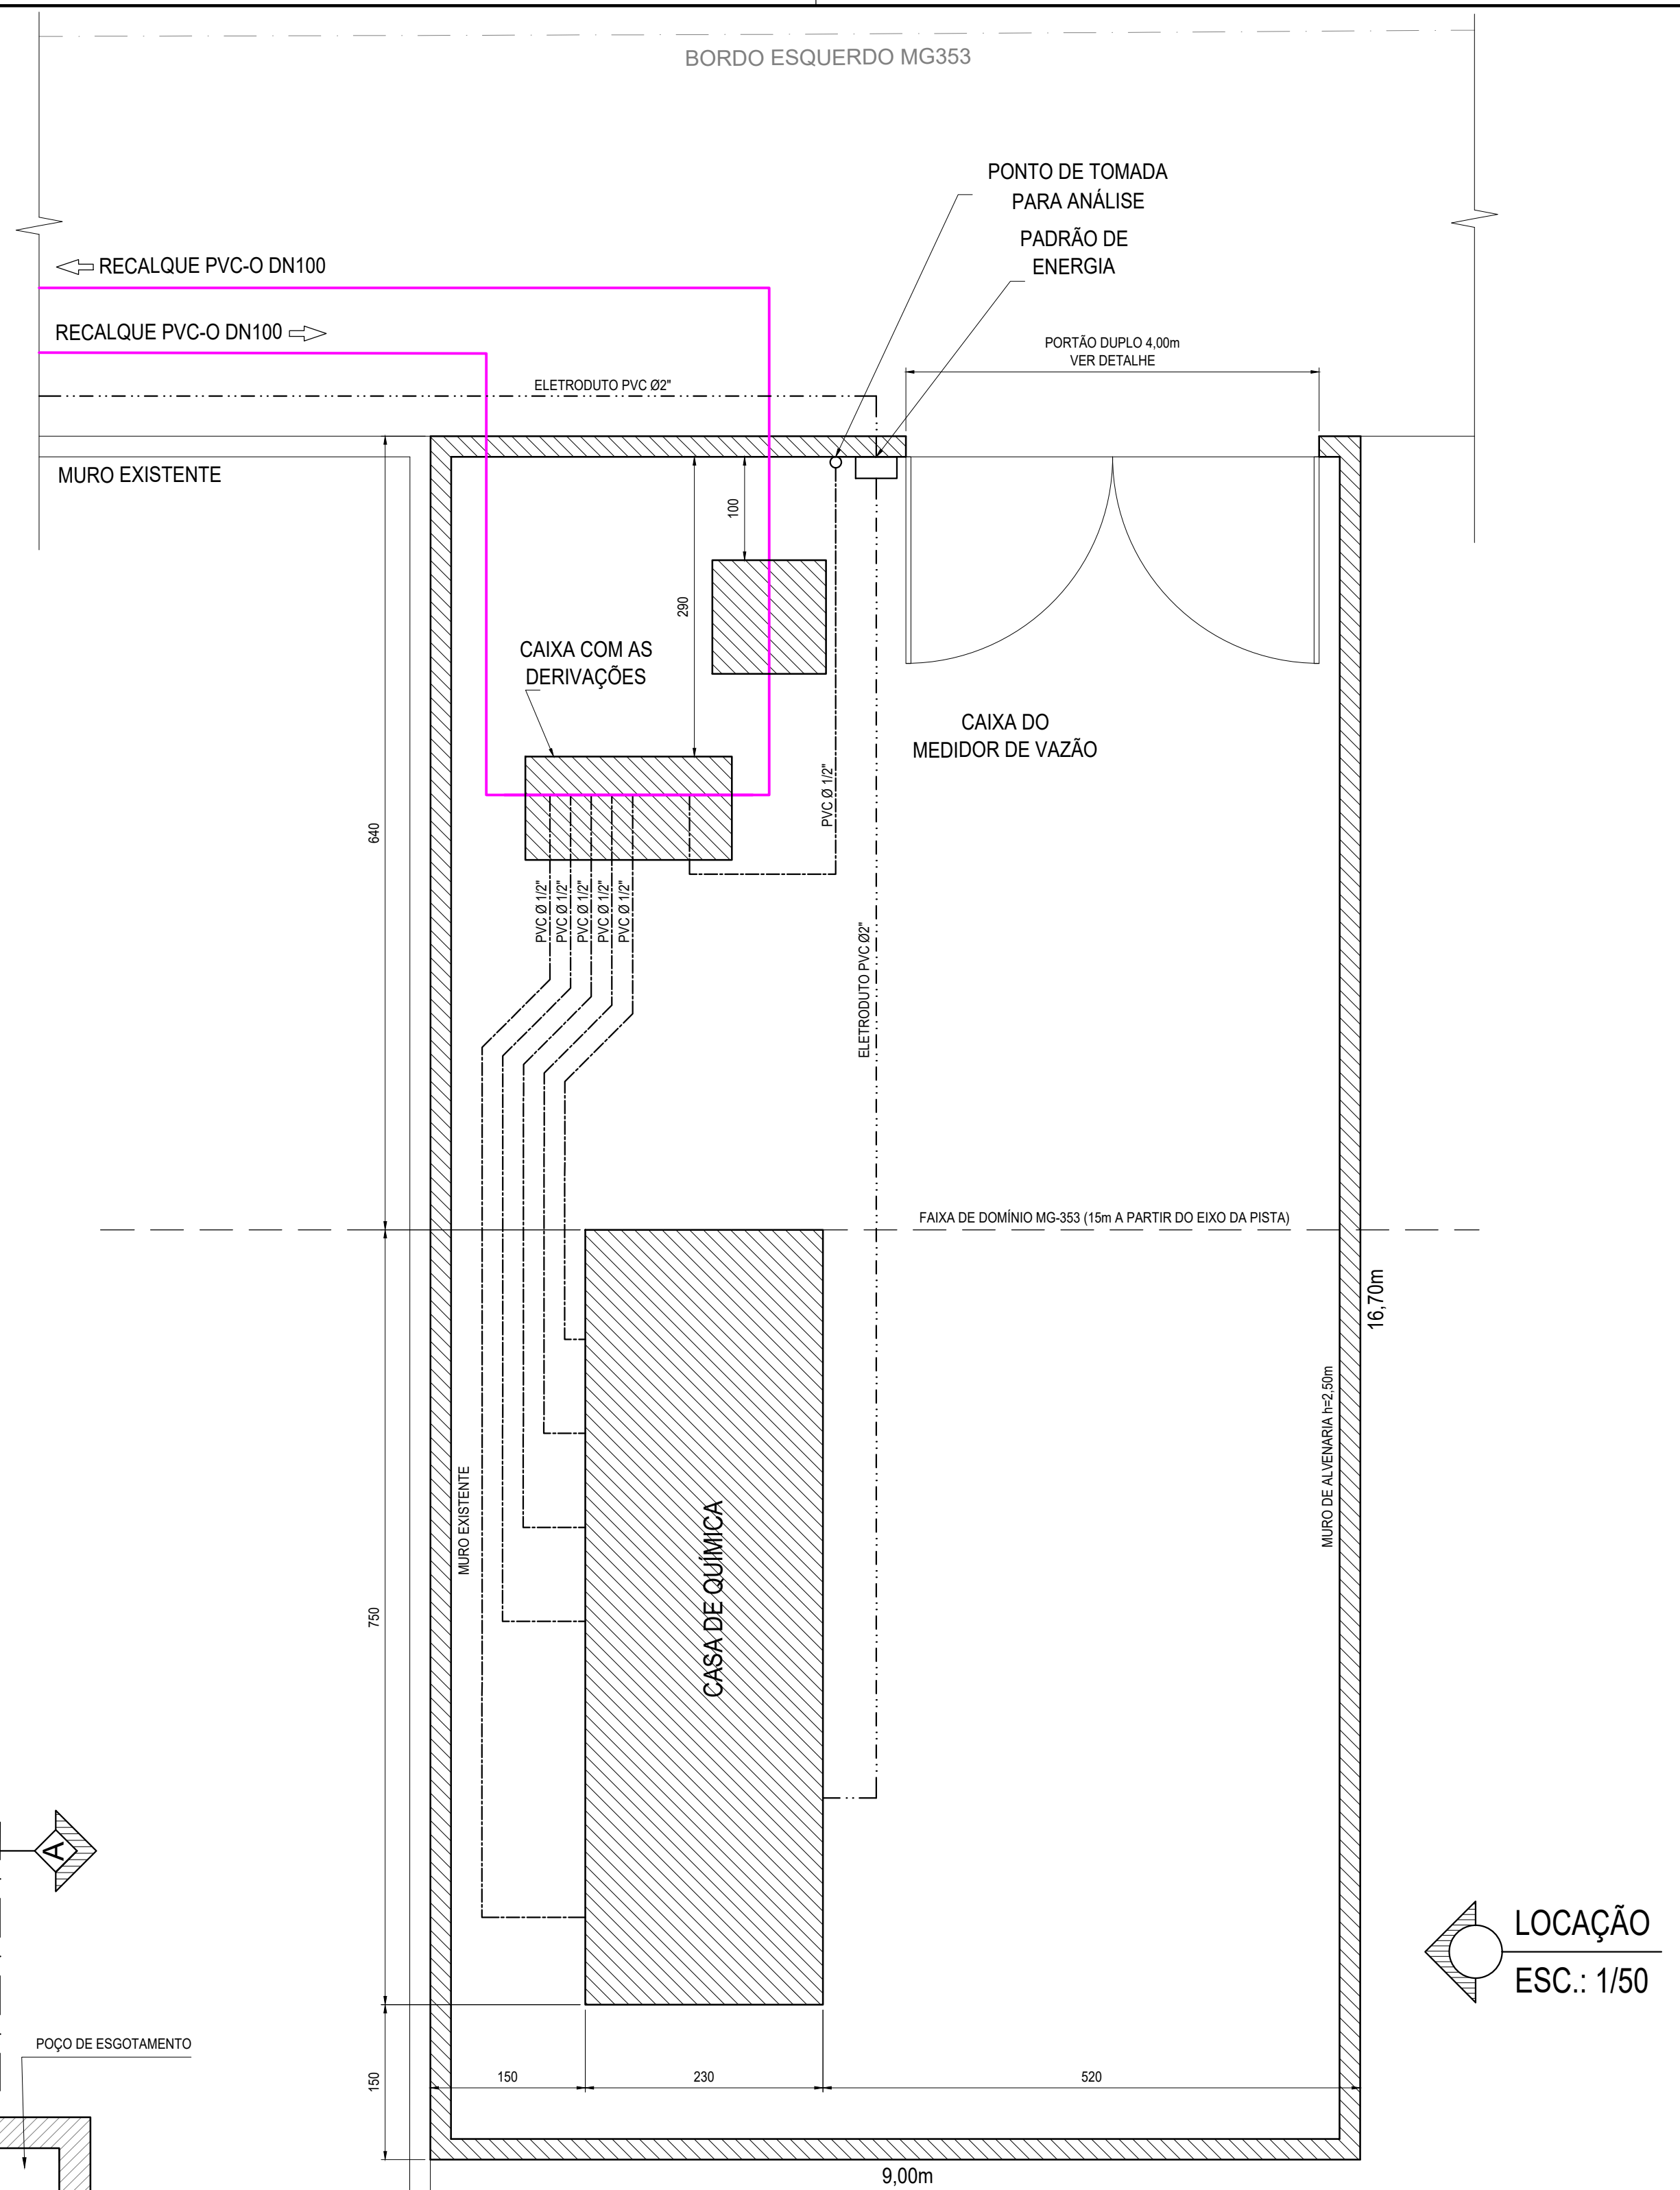 BORDO ESQUERDO MG353
PONTO DE TOMADA
PARA ANÁLISE
PADRÃO DE
ENERGIA
RECALQUE PVC-O DN100
RECALQUE PVC-O DN100
PORTÃO DUPLO 4,00m
VER DETALHE
ELETRODUTO PVC Ø2"
MURO EXISTENTE
100
290
CAIXA COM AS
DERIVAÇÕES
CAIXA DO
MEDIDOR DE VAZÃO
PVC Ø 1/2"
640
PVC Ø 1/2"
PVC Ø 1/2"
PVC Ø 1/2"
PVC Ø 1/2"
PVC Ø 1/2"
ELETRODUTO PVC Ø2"
FAIXA DE DOMÍNIO MG-353 (15m A PARTIR DO EIXO DA PISTA)
16,70m
MURO DE ALVENARIA h=2,50m
MURO EXISTENTE
CASA DE QUÍMICA
750
A
LOCAÇÃO
ESC.: 1/50
POÇO DE ESGOTAMENTO
150
150
230
520
9,00m